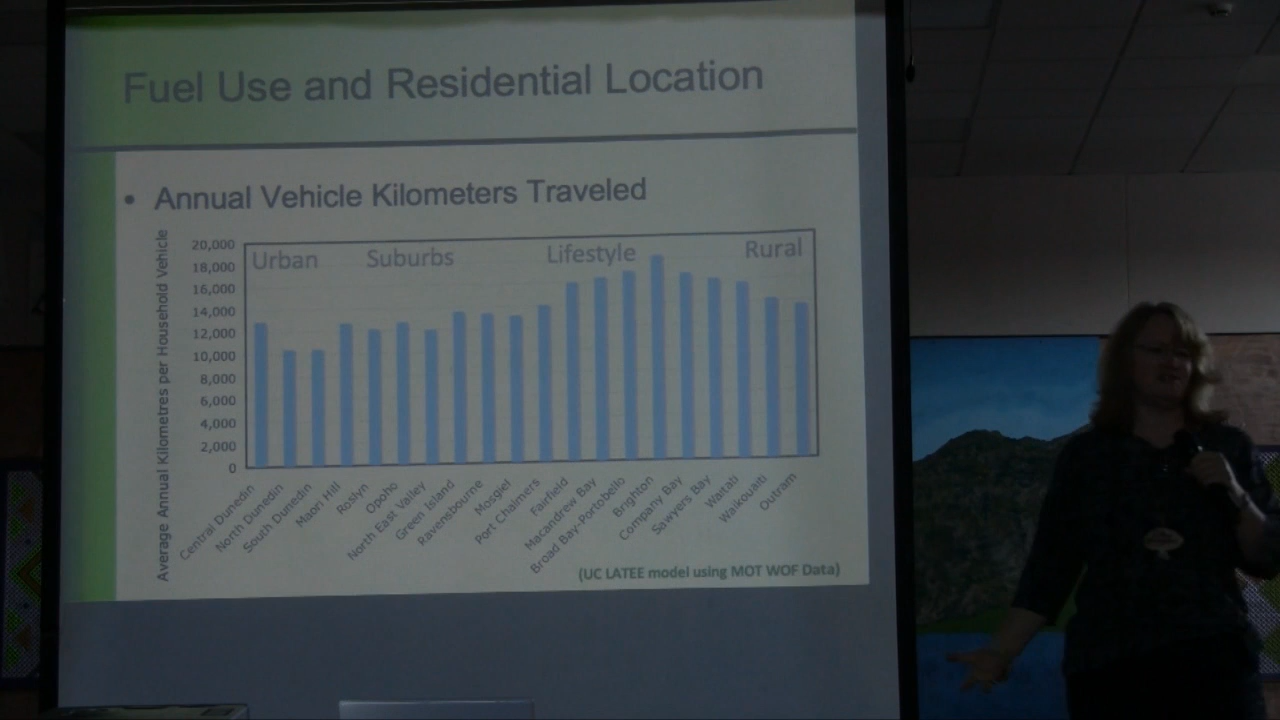 Fuel Use and Residential Location
• Annual Vehicle Kilometers Traveled
Average Annual Kilometres per Household Vehicle
20,000
18,000
16,000
14,000
12,000
10,000
8,000
6,000
4,000
2,000
0
Urban
Suburbs
Lifestyle
Rural
Central Dunedin
North Dunedin
South Dunedin
Maori Hill
Roslyn
Opoho
North East Valley
Green Island
Ravensbourne
Mosgiel
Port Chalmers
Fairfield
Macandrew Bay
Broad Bay-Portobello
Brighton
Company Bay
Sawyers Bay
Waitati
Waikouaiti
Outram
(UC LATEE model using MOT WOF Data)